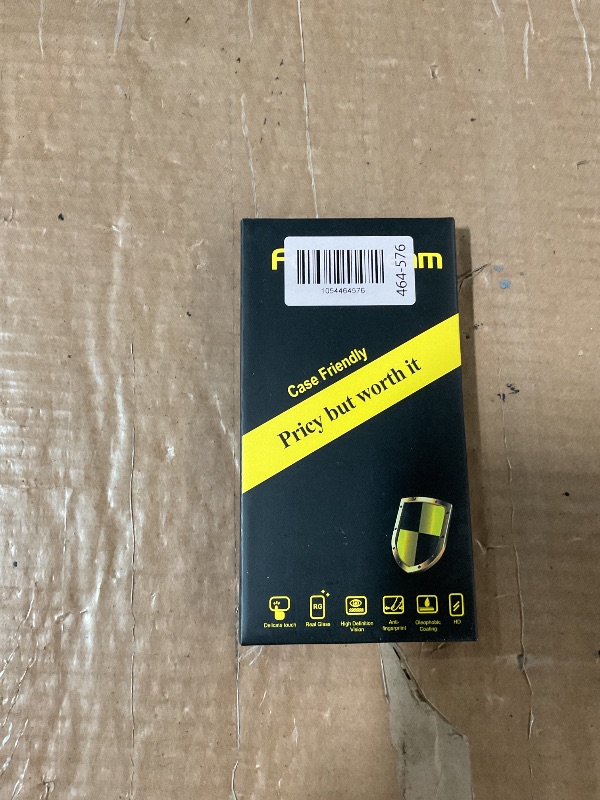 1054464576
464-576
Case Friendly
Pricy but worth it
RG
Delicate touch
Real Glass
High Definition
Vision
Anti-
fingerprint
Oleophobic
Coating
HD